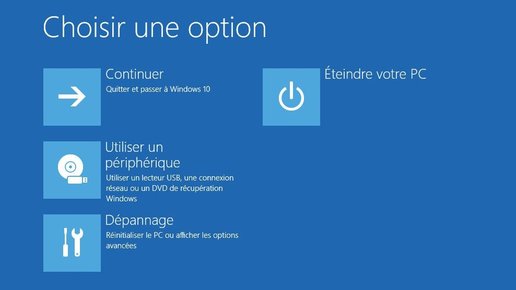 Choisir une option
Continuer
Quitter et passer à Windows 10
Éteindre votre PC
Utiliser un
périphérique
Utiliser un lecteur USB, une connexion
réseau ou un DVD de récupération
Windows
Dépannage
Réinitialiser le PC ou afficher les options
avancées